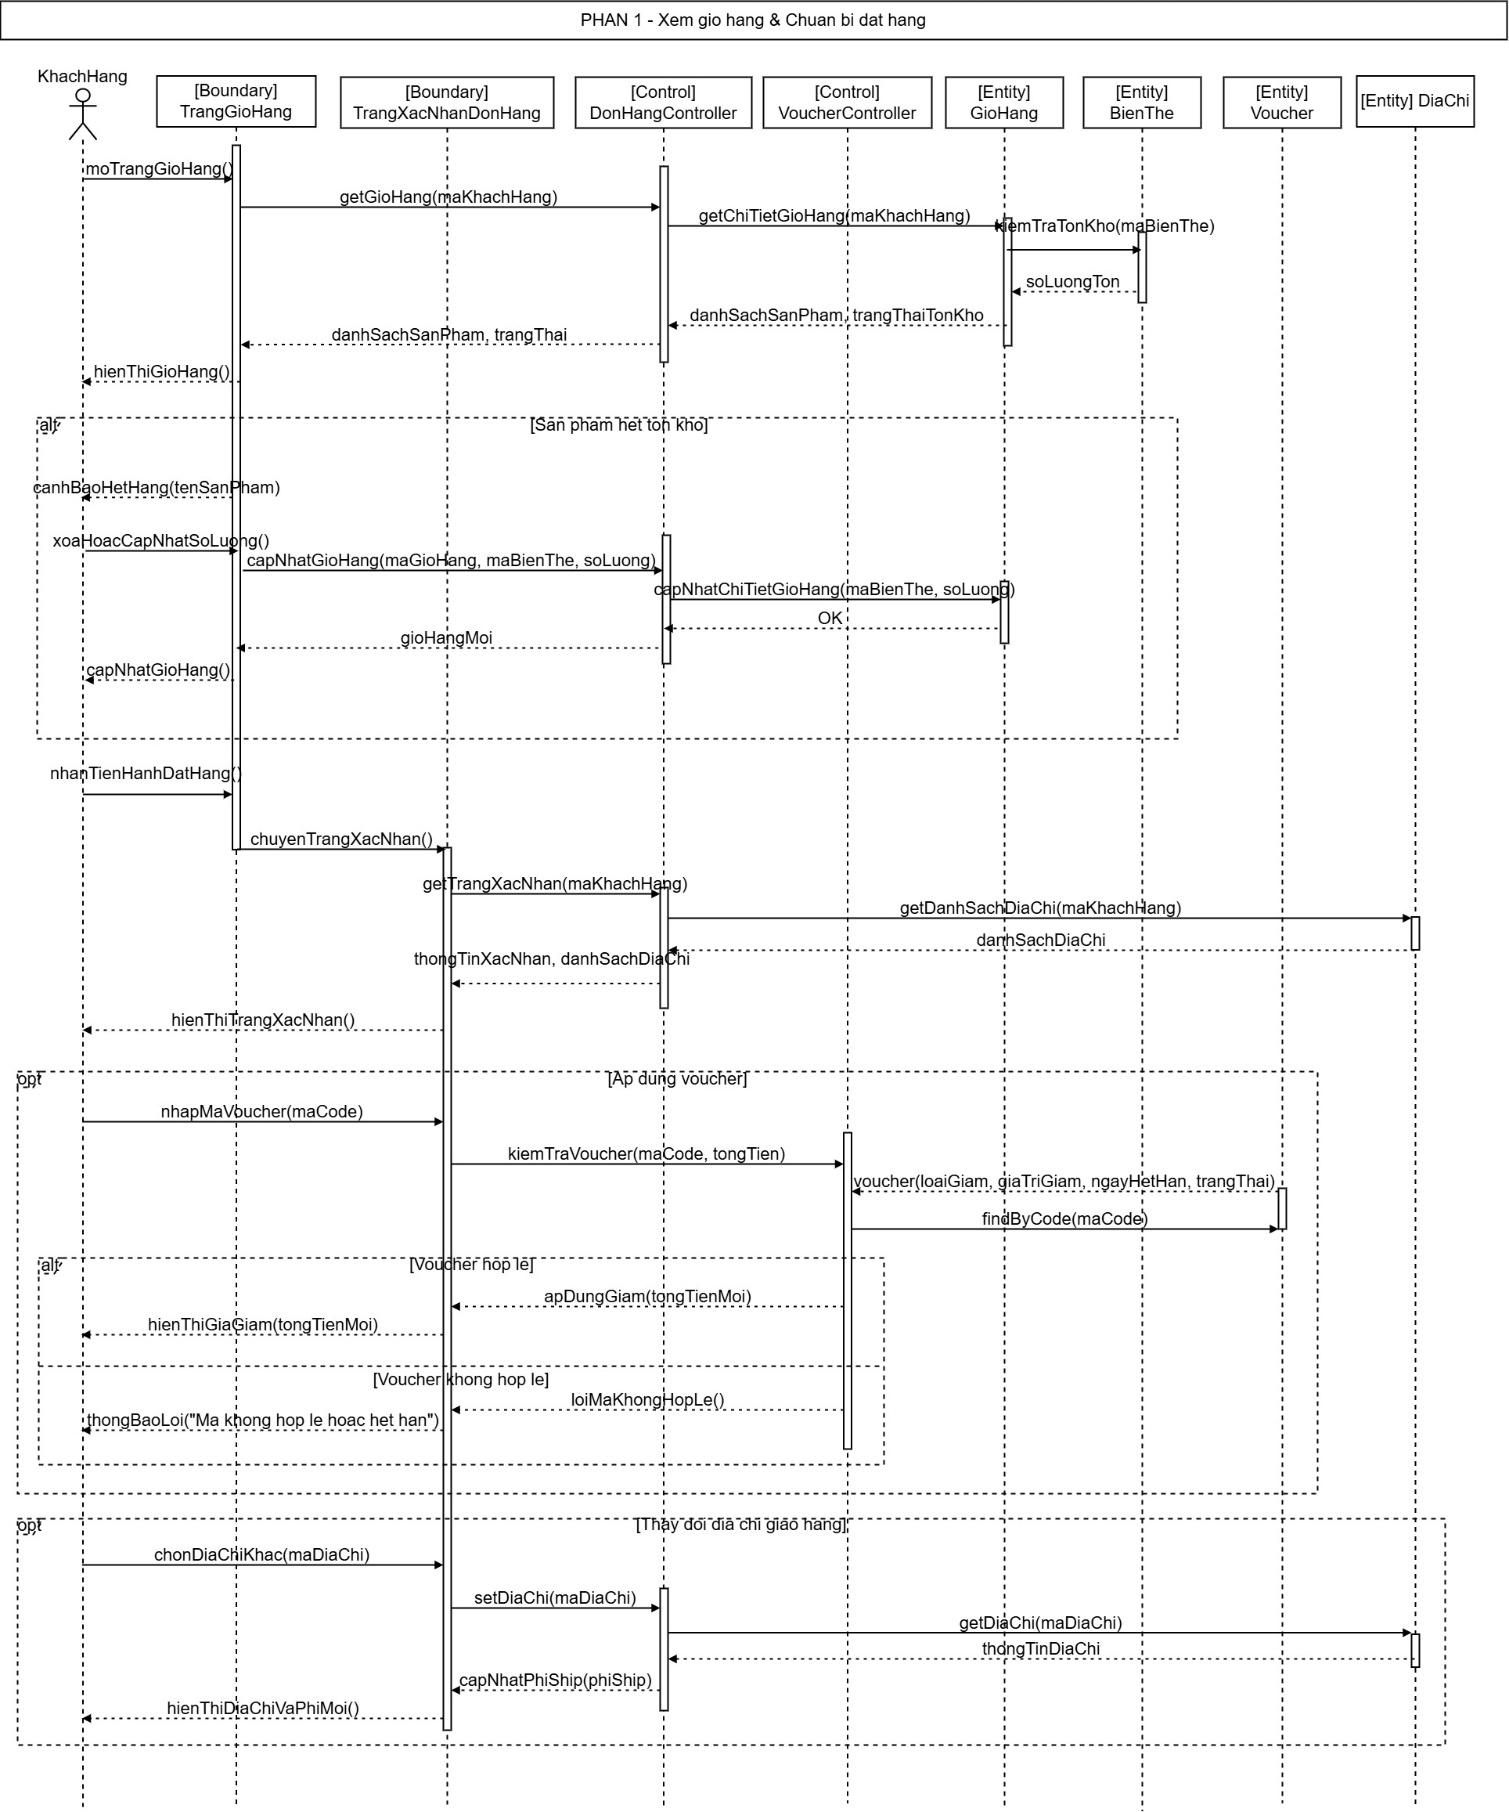 PHAN 1 - Xem gio hang & Chuan bi dat hang
KhachHang
[Boundary]
TrangGioHang
[Boundary]
TrangXacNhanDonHang
[Control]
DonHangController
[Control]
VoucherController
[Entity]
GioHang
[Entity]
BienThe
[Entity]
Voucher
[Entity] DiaChi
moTrangGioHang()
getGioHang(maKhachHang)
getChiTietGioHang(maKhachHang)
kiemTraTonKho(maBienThe)
soLuongTon
danhSachSanPham, trangThaiTonKho
danhSachSanPham, trangThai
hienThiGioHang()
alt
[San pham het ton kho]
canhBaoHetHang(tenSanPham)
xoaHoacCapNhatSoLuong()
capNhatGioHang(maGioHang, maBienThe, soLuong)
capNhatChiTietGioHang(maBienThe, soLuong)
OK
gioHangMoi
capNhatGioHang()
nhanTienHanhDatHang()
chuyenTrangXacNhan()
getTrangXacNhan(maKhachHang)
getDanhSachDiaChi(maKhachHang)
danhSachDiaChi
thongTinXacNhan, danhSachDiaChi
hienThiTrangXacNhan()
opt
[Ap dung voucher]
nhapMaVoucher(maCode)
kiemTraVoucher(maCode, tongTien)
voucher(loaiGiam, giaTriGiam, ngayHetHan, trangThai)
findByCode(maCode)
alt
[Voucher hop le]
apDungGiam(tongTienMoi)
hienThiGiaGiam(tongTienMoi)
[Voucher khong hop le]
loiMaKhongHopLe()
thongBaoLoi("Ma khong hop le hoac het han")
opt
[Thay doi dia chi giao hang]
chonDiaChiKhac(maDiaChi)
setDiaChi(maDiaChi)
getDiaChi(maDiaChi)
thongTinDiaChi
capNhatPhiShip(phiShip)
hienThiDiaChiVaPhiMoi()